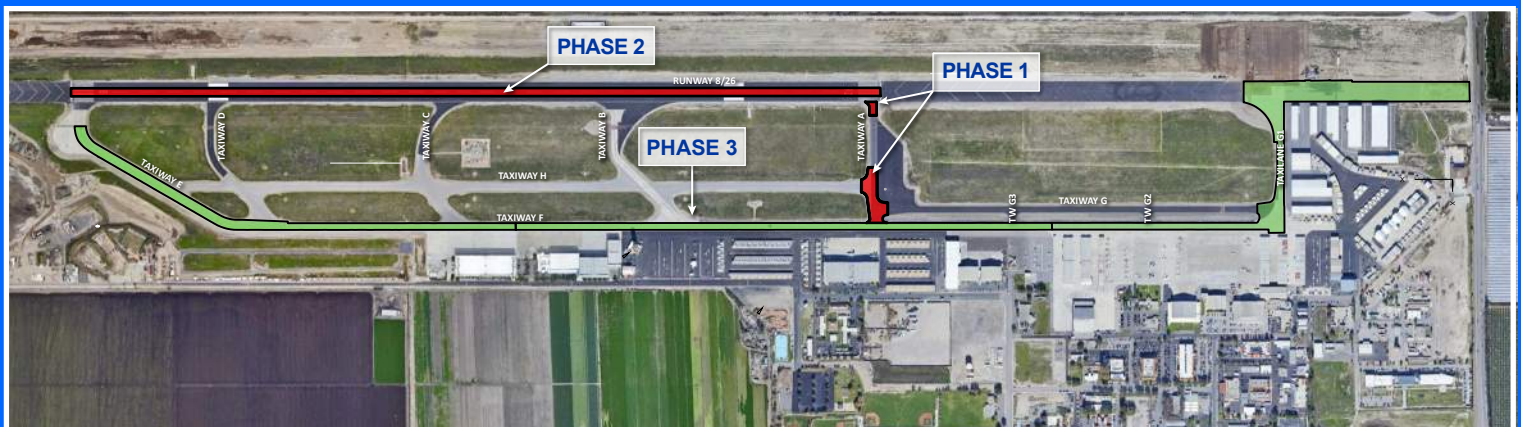 PHASE 2
RUNWAY 8/26
PHASE 1
TAXIWAY D
TAXIWAY C
TAXIWAY B
TAXIWAY A
PHASE 3
TAXILANE G1
TAXIWAY E
TAXIWAY H
TAXIWAY F
TW G3
TAXIWAY G
TW G2